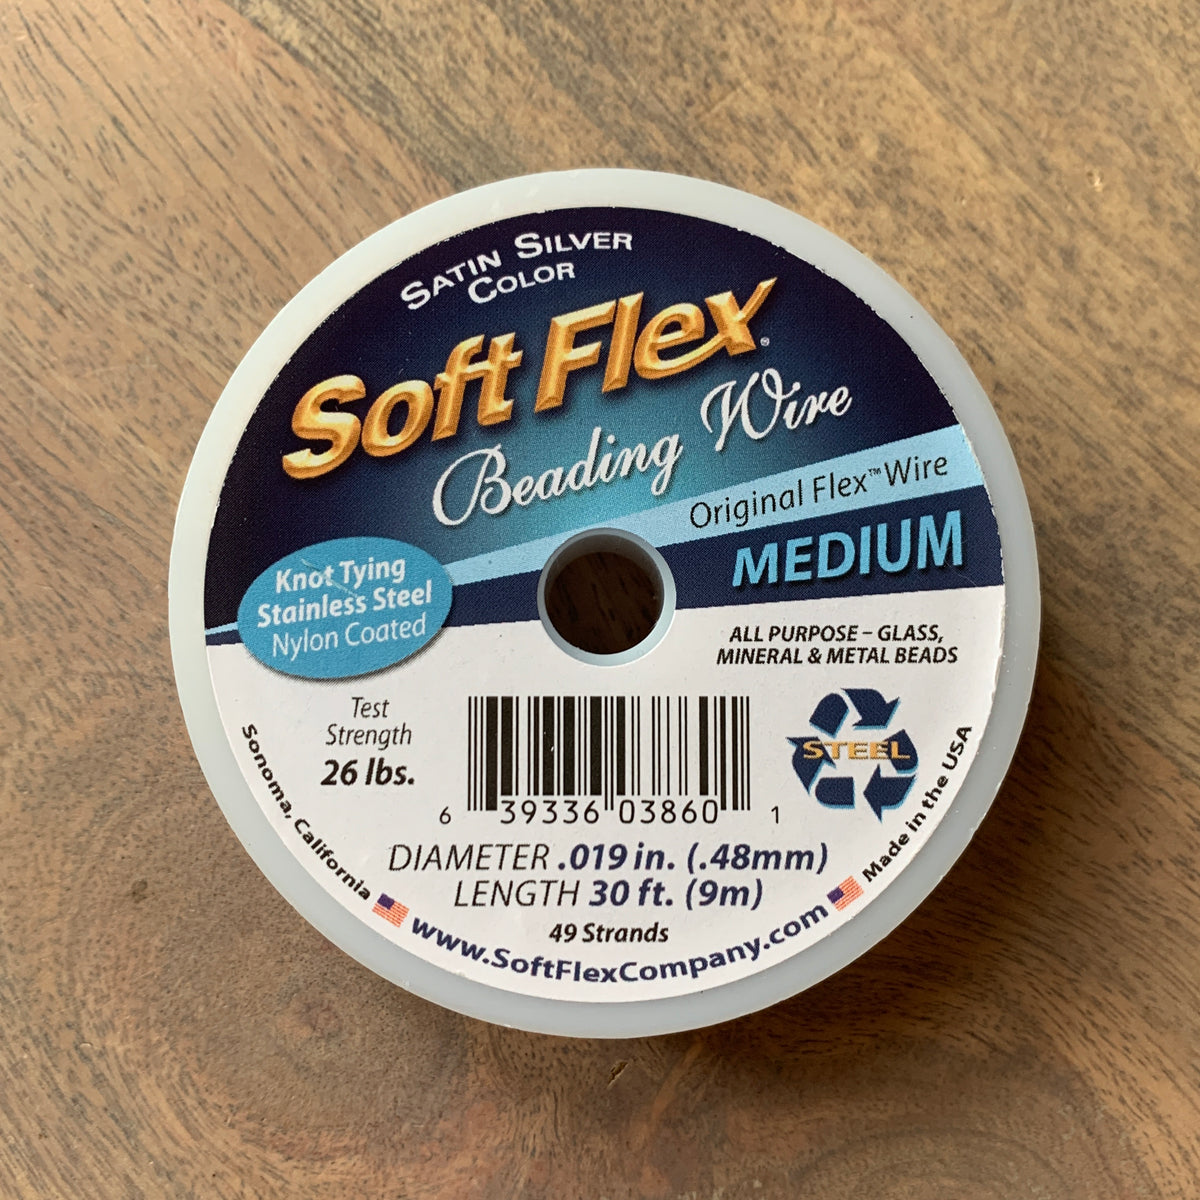 SATIN SILVER
COLOR
Soft Flex®
Beading Wire
Original Flex™ Wire
MEDIUM
Knot Tying
Stainless Steel
Nylon Coated
ALL PURPOSE – GLASS,
MINERAL & METAL BEADS
Test
Strength
26 lbs.
STEEL
6 39336 03860 1
DIAMETER .019 in. (.48mm)
LENGTH 30 ft. (9m)
49 Strands
Sonoma, California
www.SoftFlexCompany.com
Made in the USA